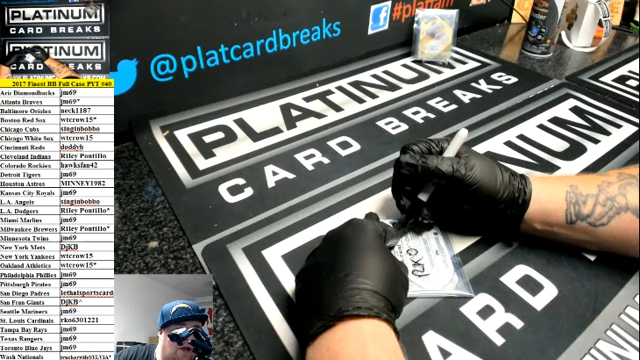 PLATINUM
CARD BREAKS
PLATINUM
CARD BREAKS
@platcardbreaks
#platinum
PLATINUM
CARD BREAKS
2017 Finest BB Full Case PYT #40
Ariz Diamondbacks jm69
Atlanta Braves jm69*
Baltimore Orioles neck1187
Boston Red Sox wtcrow15*
Chicago Cubs singinbobbo
Chicago White Sox wtcrow15
Cincinnati Reds doddyb
Cleveland Indians Riley Pontillo
Colorado Rockies hawksfan42
Detroit Tigers jm69
Houston Astros MINNEY1982
Kansas City Royals jm69
L.A. Angels singinbobbo
L.A. Dodgers Riley Pontillo*
Miami Marlins jm69
Milwaukee Brewers Riley Pontillo*
Minnesota Twins jm69
New York Mets DjKB
New York Yankees wtcrow15
Oakland Athletics wtcrow15*
Philadelphia Phillies jm69
Pittsburgh Pirates jm69
San Diego Padres lethalsportscard
San Fran Giants DjKB^
Seattle Mariners jm69
St. Louis Cardinals rko6301221
Tampa Bay Rays jm69
Texas Rangers jm69
Toronto Blue Jays jm69
Wash Nationals
RKO